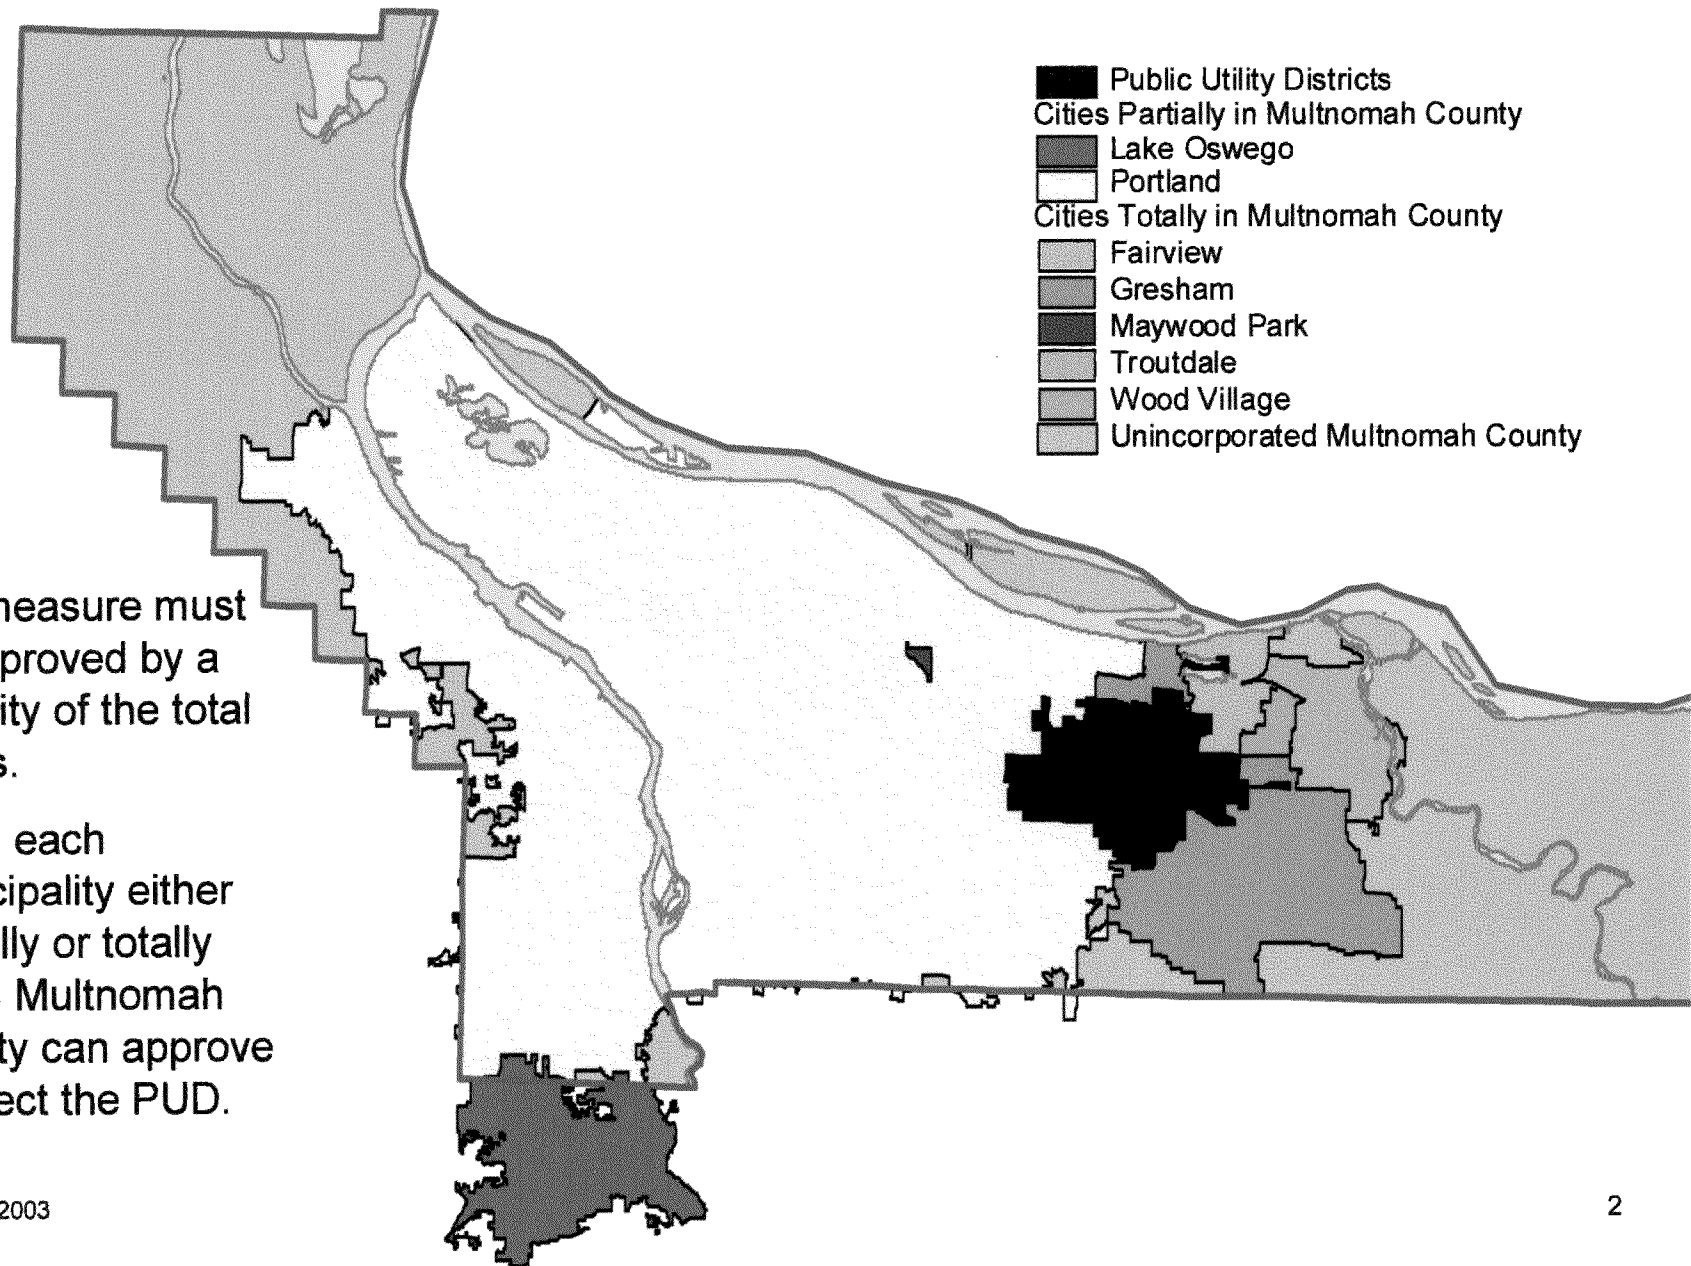 Public Utility Districts
Cities Partially in Multnomah County
Lake Oswego
Portland
Cities Totally in Multnomah County
Fairview
Gresham
Maywood Park
Troutdale
Wood Village
Unincorporated Multnomah County
measure must
proved by a
ity of the total
s.
each
cipality either
lly or totally
Multnomah
ty can approve
ect the PUD.
2003
2